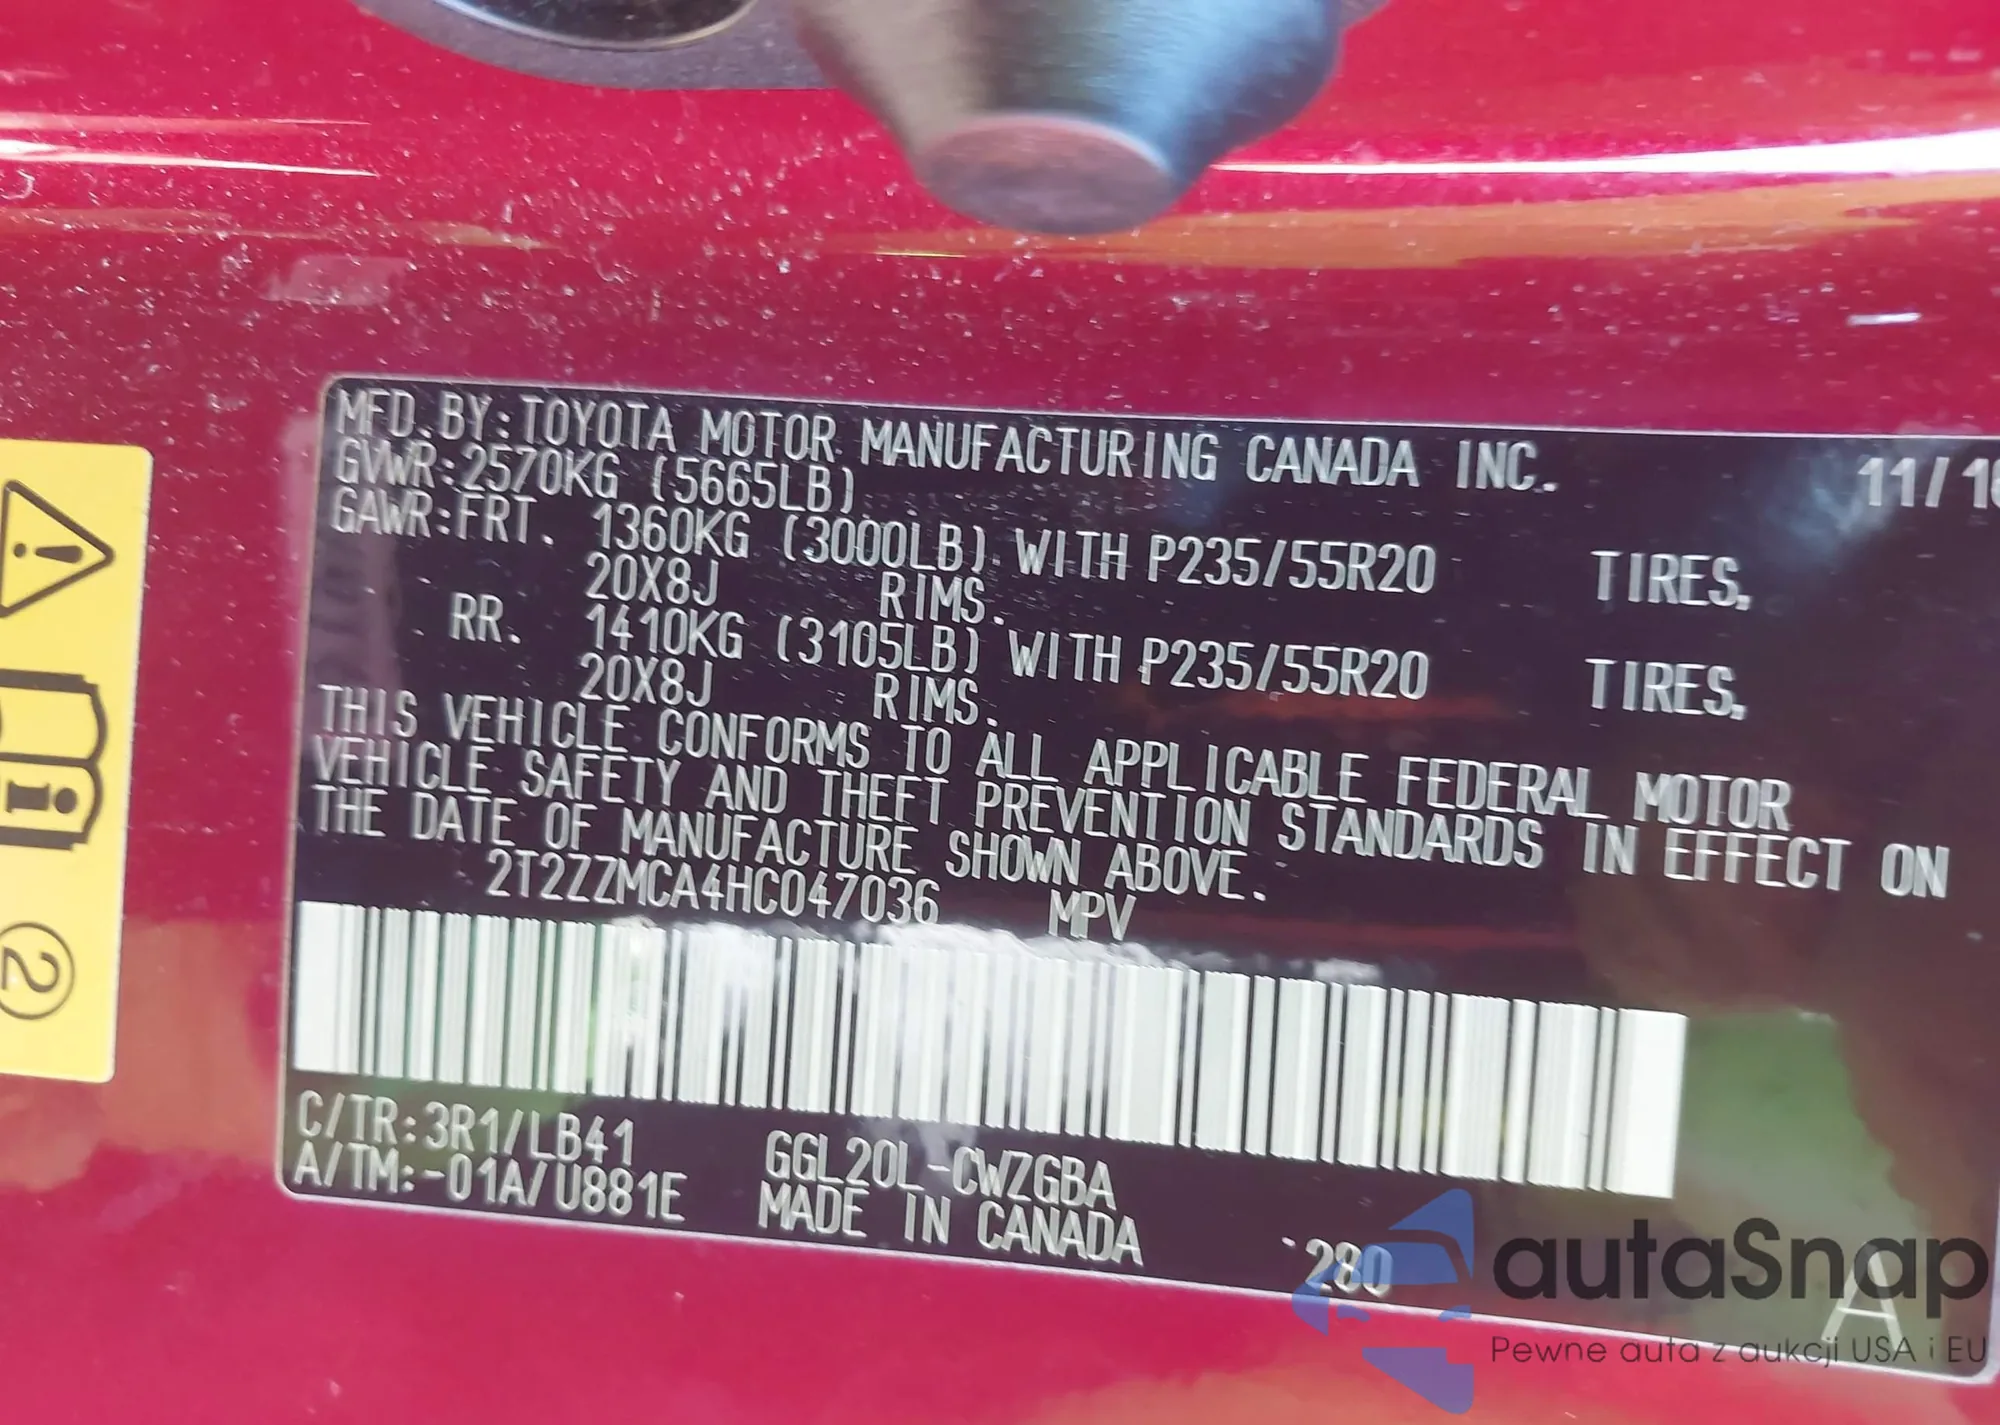 MFD. BY: TOYOTA MOTOR MANUFACTURING CANADA INC. 11/16
GVWR: 2570KG (5665LB)
GAWR: FRT. 1360KG (3000LB) WITH P235/55R20 TIRES,
20X8J RIMS.
RR. 1410KG (3105LB) WITH P235/55R20 TIRES,
20X8J RIMS.
THIS VEHICLE CONFORMS TO ALL APPLICABLE FEDERAL MOTOR
VEHICLE SAFETY AND THEFT PREVENTION STANDARDS IN EFFECT ON
THE DATE OF MANUFACTURE SHOWN ABOVE.
2T2ZZMCA4HC047036 MPV
C/TR: 3R1/LB41 GGL20L-CWZGBA
A/TM: -01A/U881E MADE IN CANADA
280
A
2
autaSnap
Pewne auta z aukcji USA i EU